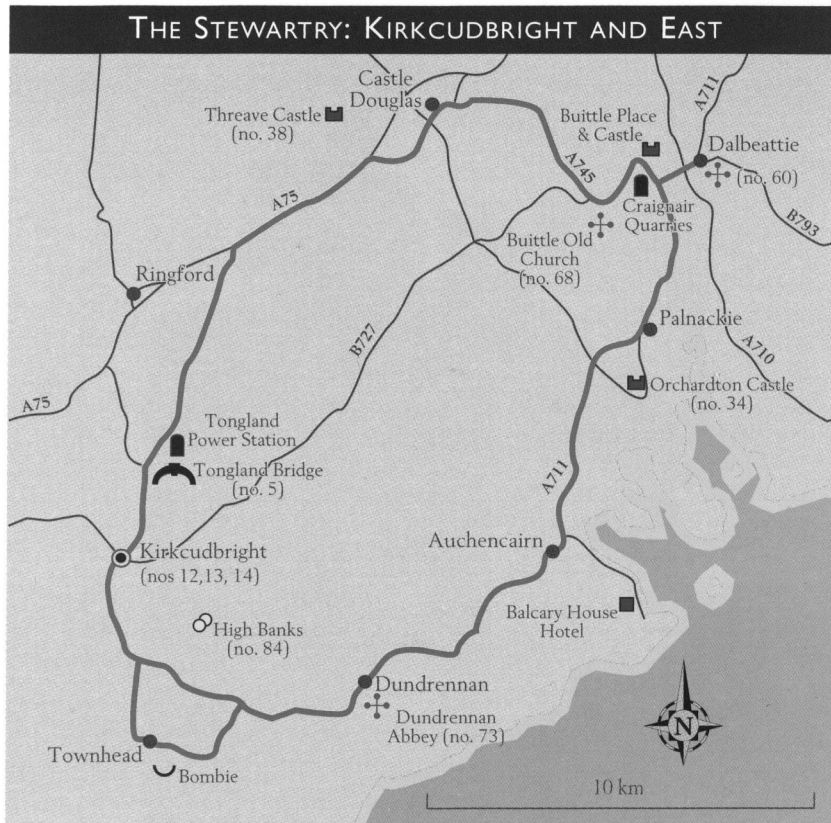 THE STEWARTRY: KIRKCUDBRIGHT AND EAST
Castle
Douglas
Threave Castle
(no. 38)
Buittle Place
& Castle
A711
Dalbeattie
(no. 60)
A745
A75
Craignair
Quarries
B793
Buittle Old
Church
(no. 68)
Ringford
B727
Palnackie
A710
Orchardton Castle
(no. 34)
A75
Tongland
Power Station
Tongland Bridge
(no. 5)
A711
Auchencairn
Kirkcudbright
(nos 12,13, 14)
Balcary House
Hotel
High Banks
(no. 84)
Dundrennan
Dundrennan
Abbey (no. 73)
N
Townhead
Bombie
10 km